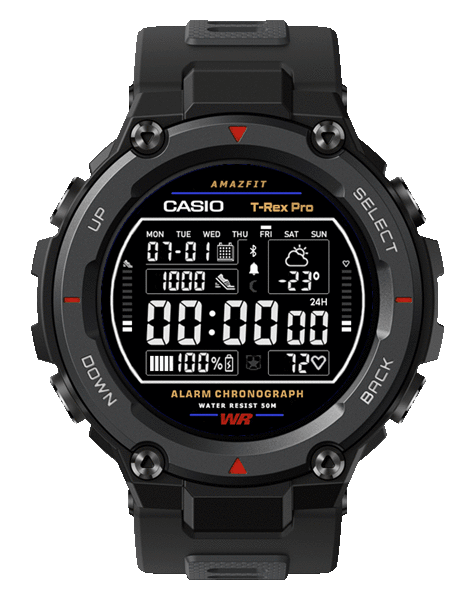 AMAZFIT
CASIO T-Rex Pro
UP
SELECT
MON TUE WED THU FRI SAT SUN
07-01
1000 -23°
24H
00:00 00
100% 72
DOWN
BACK
ALARM CHRONOGRAPH
WATER RESIST 50M
WR